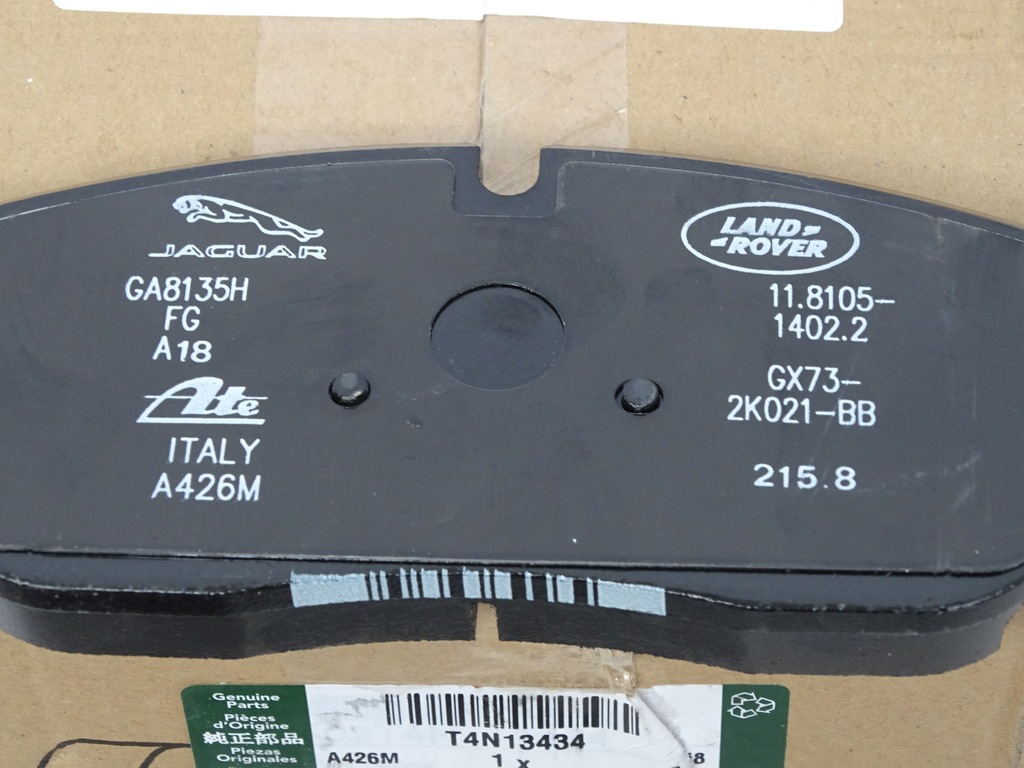 JAGUAR
GA8135H
FG
A18
Ate
ITALY
A426M
LAND
ROVER
11.8105-
1402.2
GX73-
2K021-BB
215.8
Genuine
Parts
Pièces
d'Origine
純正部品
Piezas
Originales
T4N13434
A426M
1 x